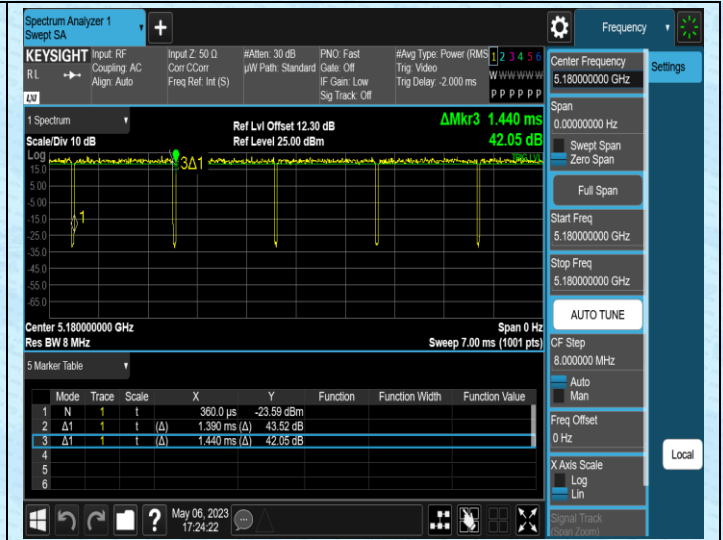 Spectrum Analyzer 1
Swept SA
+
Frequency
KEYSIGHT
RL
LXI
Input: RF
Coupling: AC
Align: Auto
Input Z: 50 Ω
Corr CCorr
Freq Ref: Int (S)
#Atten: 30 dB
µW Path: Standard
PNO: Fast
Gate: Off
IF Gain: Low
Sig Track: Off
#Avg Type: Power (RMS
Trig: Video
Trig Delay: -2.000 ms
1 2 3 4 5 6
W W W W W W
P P P P P P
Center Frequency
5.180000000 GHz
Settings
Span
0.00000000 Hz
Swept Span
Zero Span
Full Span
Start Freq
5.180000000 GHz
Stop Freq
5.180000000 GHz
AUTO TUNE
CF Step
8.000000 MHz
Auto
Man
Freq Offset
0 Hz
X Axis Scale
Log
Lin
Signal Track
(Span Zoom)
Local
1 Spectrum
Scale/Div 10 dB
Ref Lvl Offset 12.30 dB
Ref Level 25.00 dBm
ΔMkr3 1.440 ms
42.05 dB
Log
TRIG LVL
15.0
5.00
-5.00
-15.0
-25.0
-35.0
-45.0
-55.0
-65.0
3Δ1
1
Center 5.180000000 GHz
Span 0 Hz
Res BW 8 MHz
Sweep 7.00 ms (1001 pts)
5 Marker Table
Mode Trace Scale X Y Function Function Width Function Value
1 N 1 t 360.0 µs -23.59 dBm
2 Δ1 1 t (Δ) 1.390 ms (Δ) 43.52 dB
3 Δ1 1 t (Δ) 1.440 ms (Δ) 42.05 dB
4
5
6
?
May 06, 2023
17:24:22